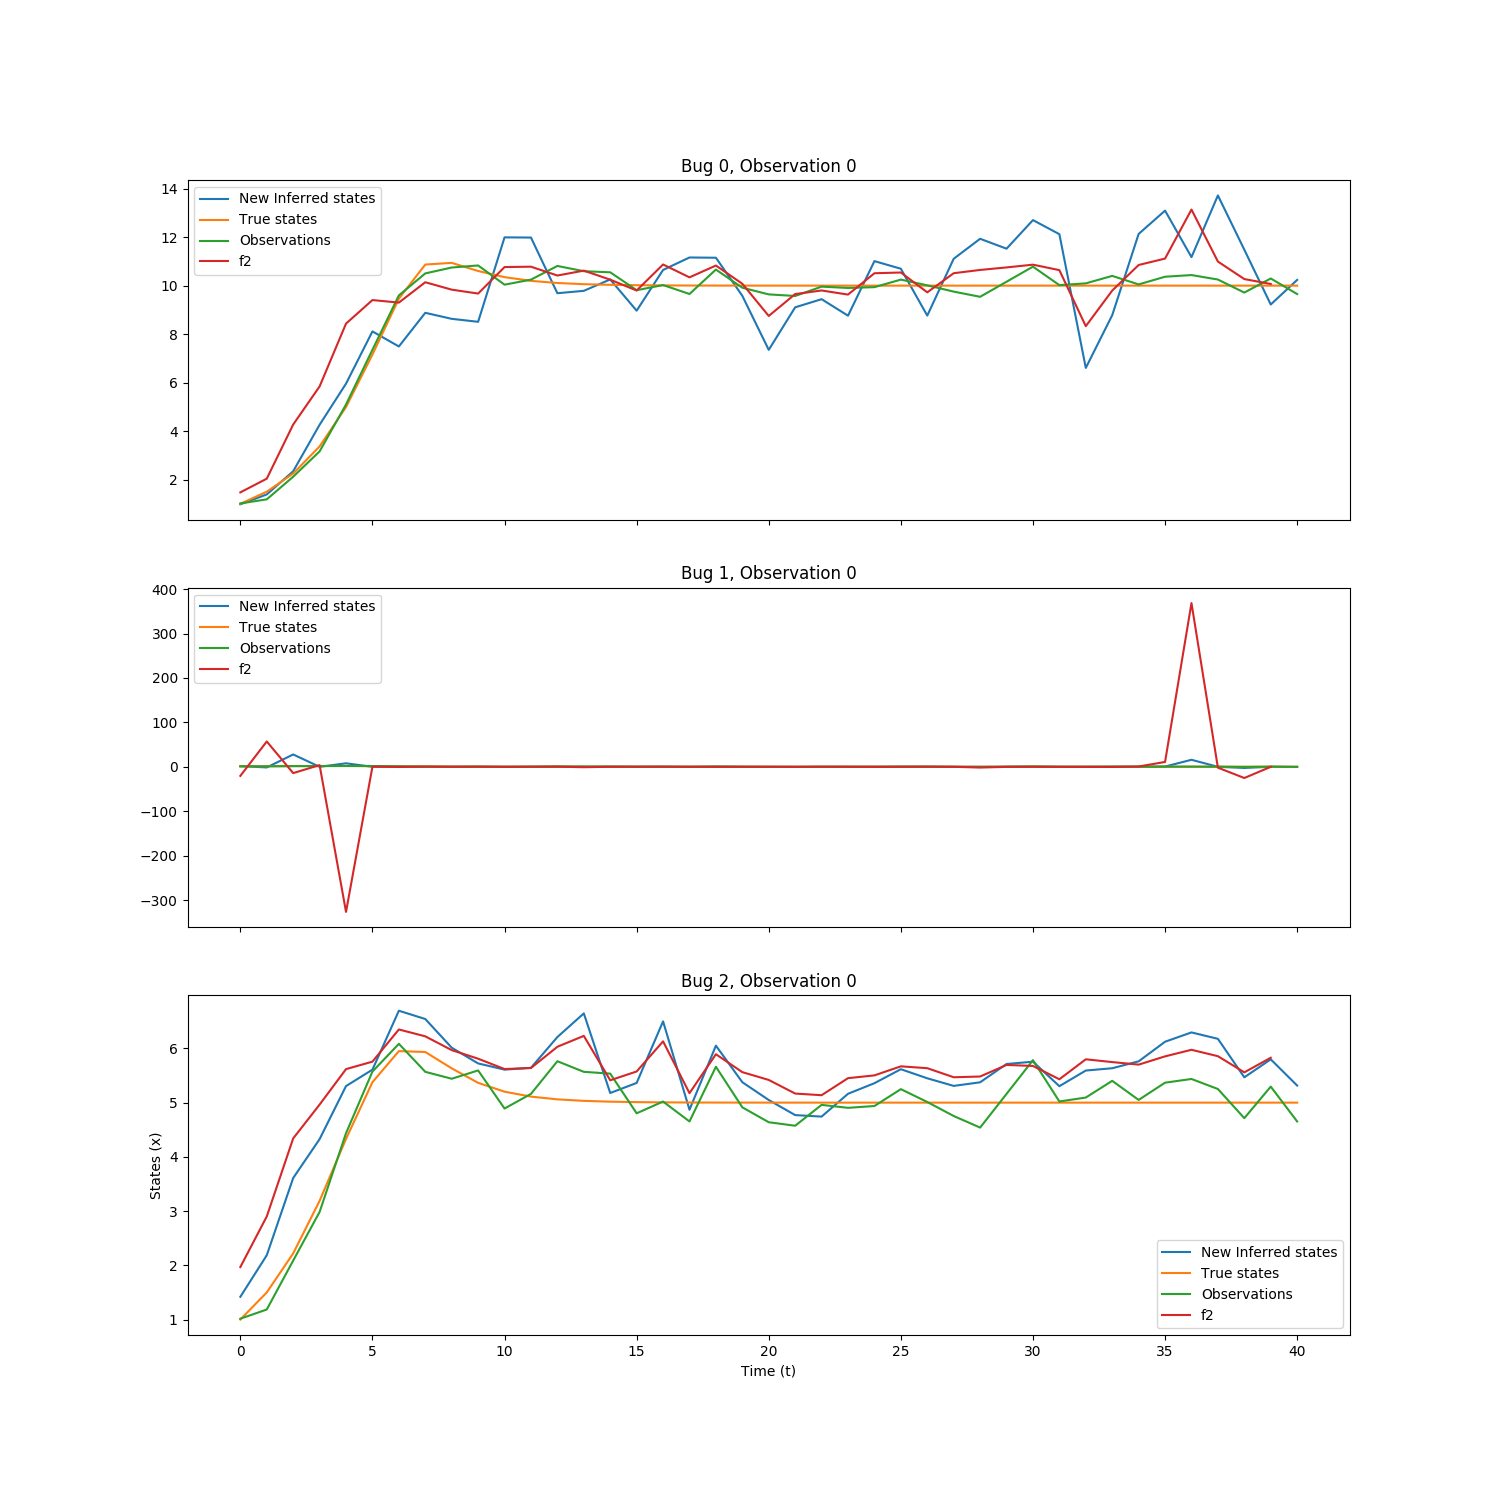 Bug 0, Observation 0
14
12
10
8
6
4
2
New Inferred states
True states
Observations
f2
Bug 1, Observation 0
400
300
200
100
0
−100
−200
−300
New Inferred states
True states
Observations
f2
Bug 2, Observation 0
6
5
4
3
2
1
States (x)
New Inferred states
True states
Observations
f2
0 5 10 15 20 25 30 35 40
Time (t)